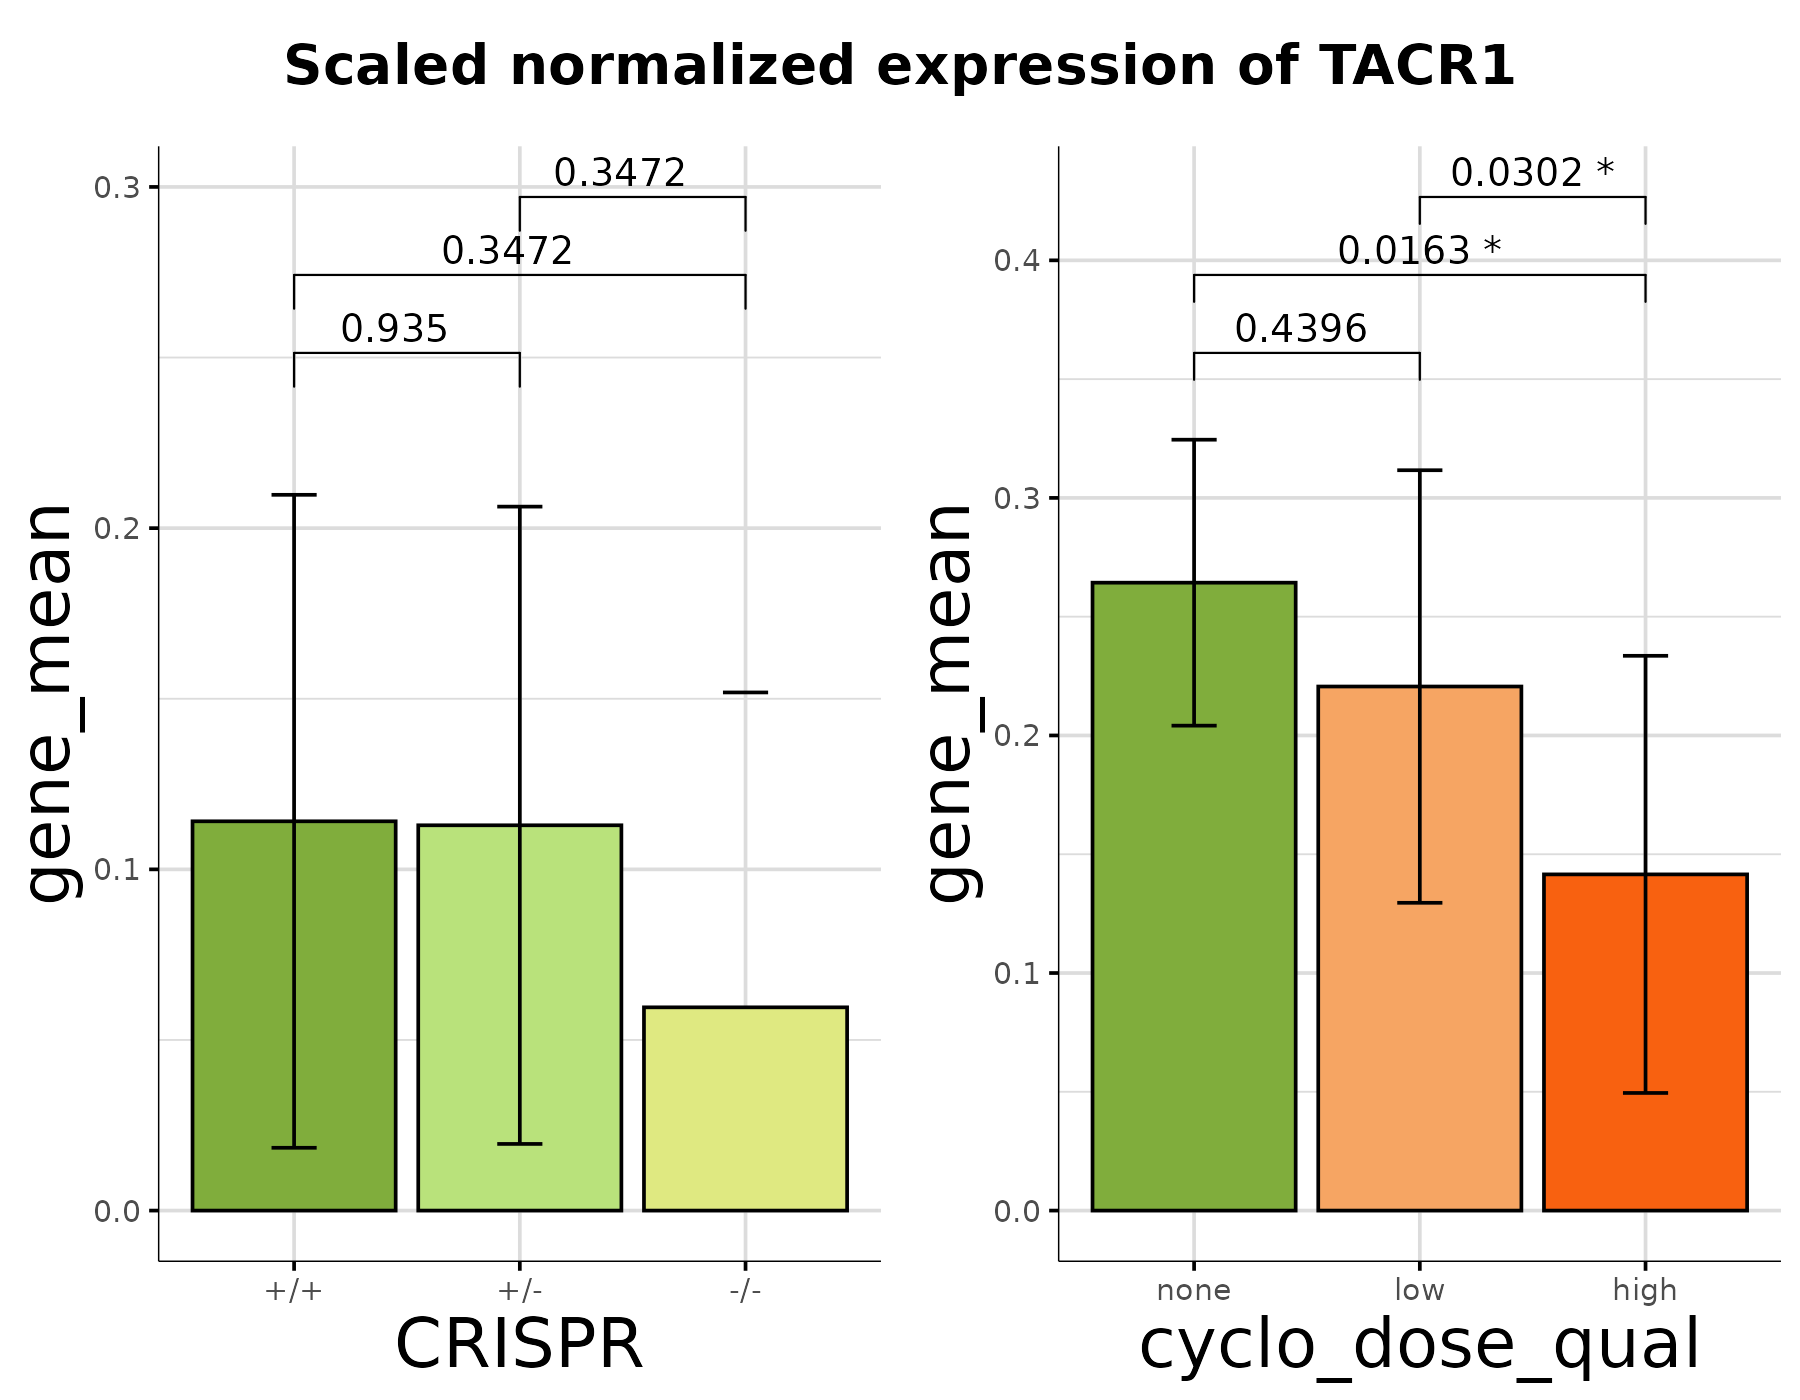 Scaled normalized expression of TACR1
gene_mean
0.3
0.2
0.1
0.0
0.3472
0.3472
0.935
+/+ +/- -/-
CRISPR
gene_mean
0.4
0.3
0.2
0.1
0.0
0.0302 *
0.0163 *
0.4396
none low high
cyclo_dose_qual